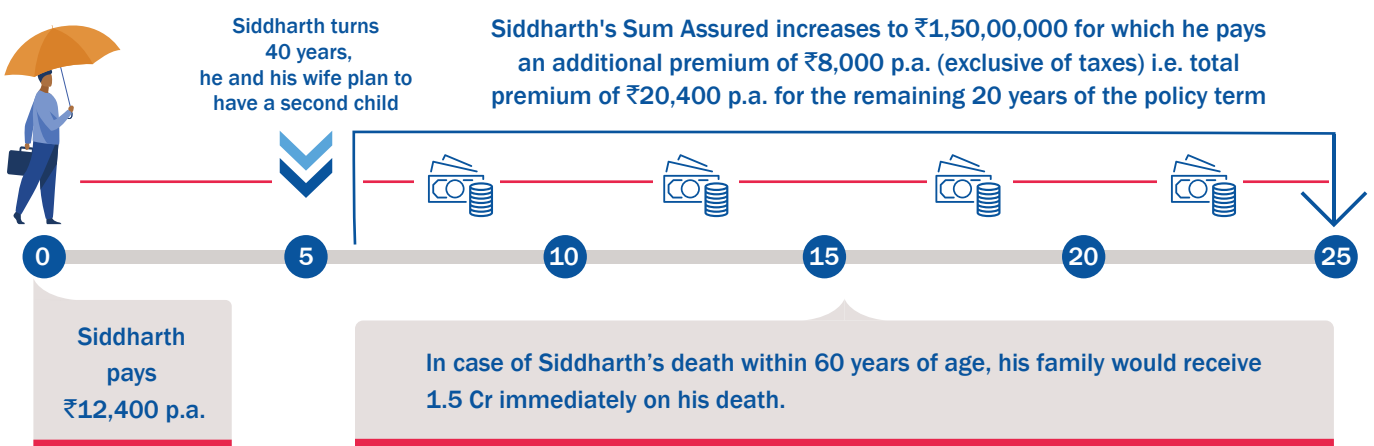 Siddharth turns
40 years,
he and his wife plan to
have a second child
Siddharth's Sum Assured increases to ₹1,50,00,000 for which he pays
an additional premium of ₹8,000 p.a. (exclusive of taxes) i.e. total
premium of ₹20,400 p.a. for the remaining 20 years of the policy term
0
5
10
15
20
25
Siddharth
pays
₹12,400 p.a.
In case of Siddharth’s death within 60 years of age, his family would receive
1.5 Cr immediately on his death.